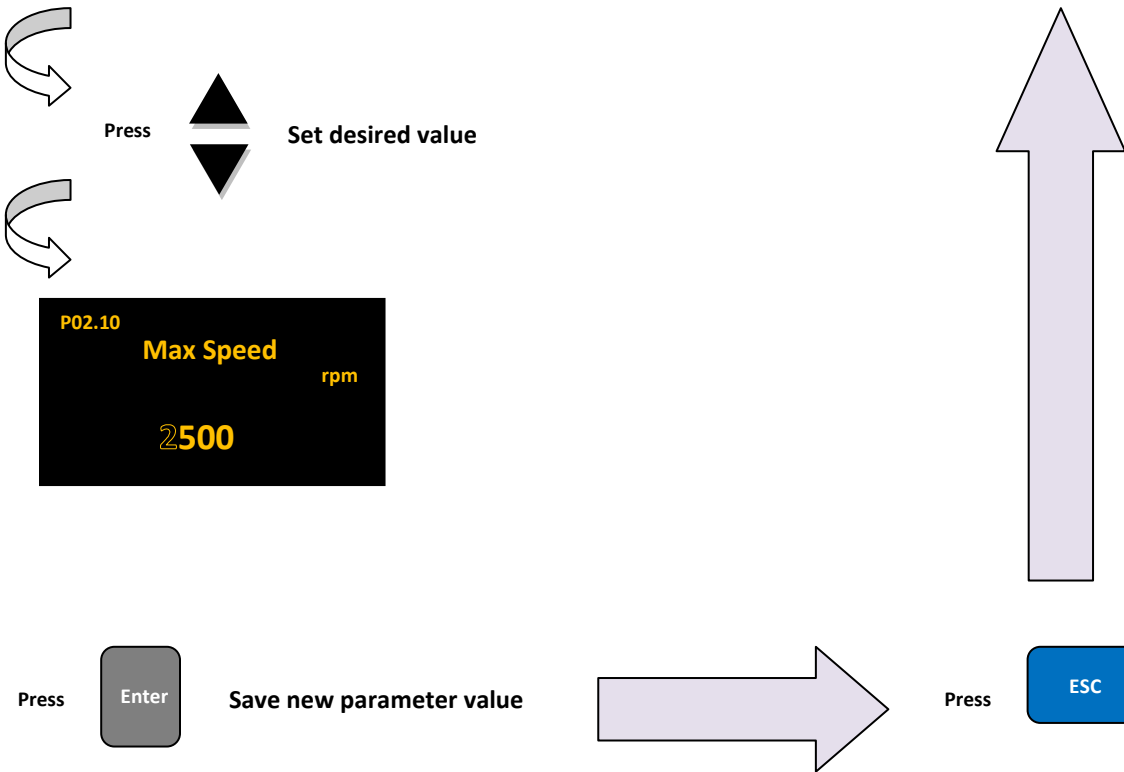 Press
Set desired value
P02.10
Max Speed
rpm
2500
Press
Enter
Save new parameter value
Press
ESC